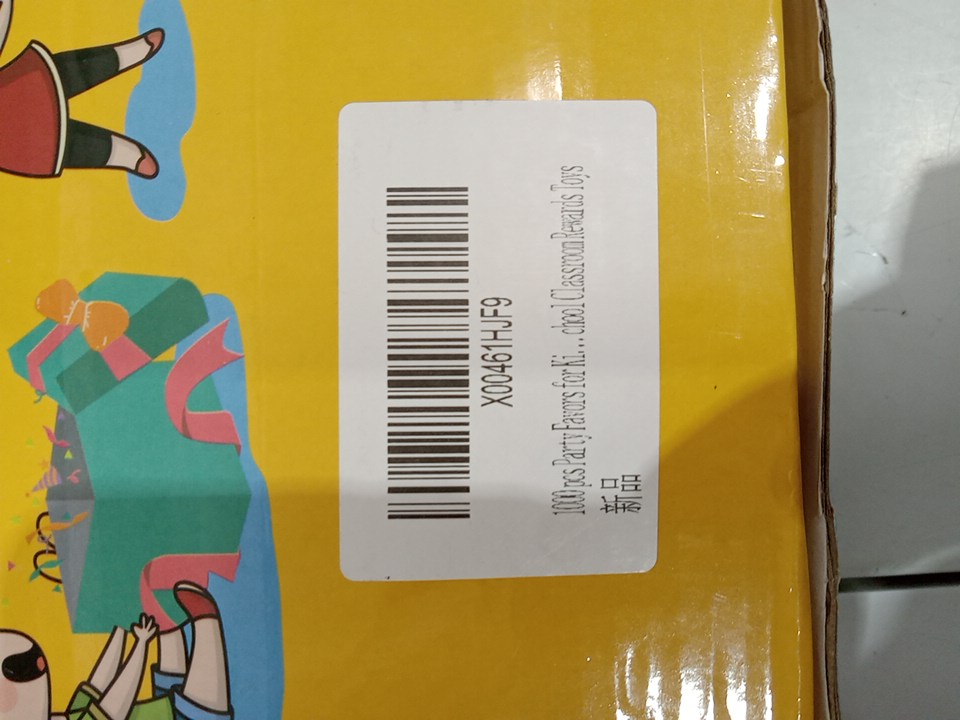 X00461HJF9
1000 pcs Party Favors for Ki... chool Classroom Rewards Toys
新品